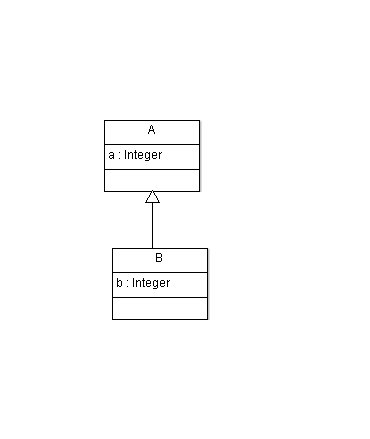 A
a : Integer
B
b : Integer